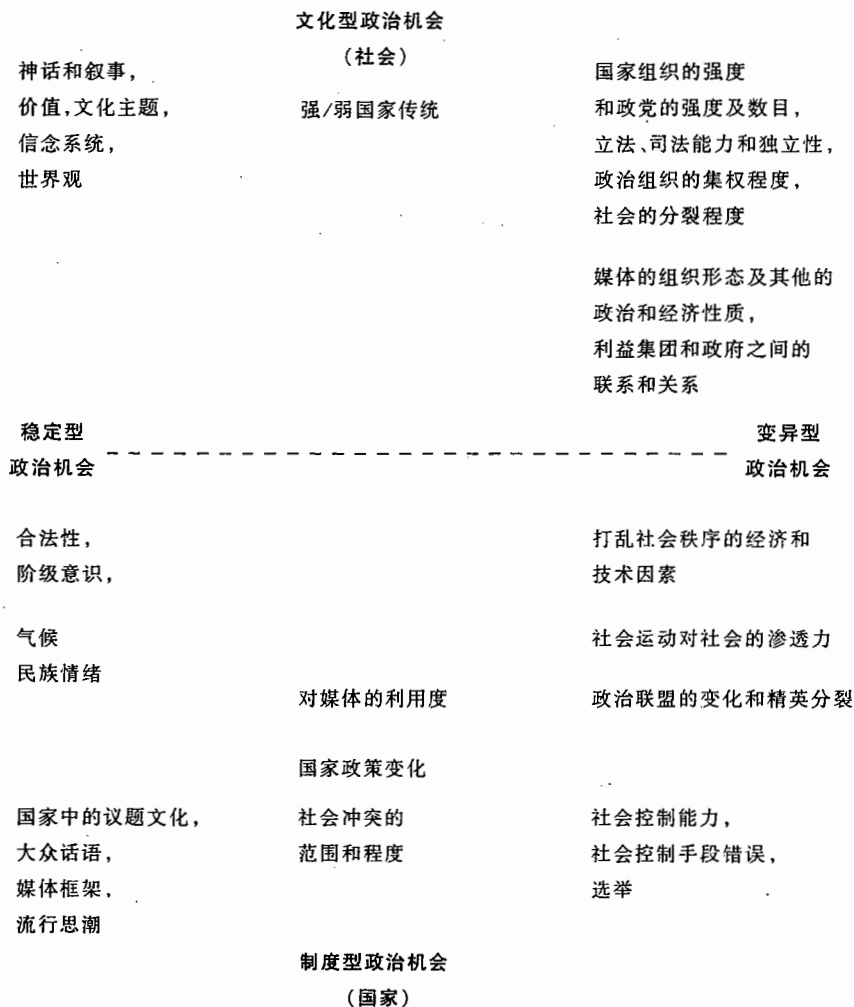 文化型政治机会
(社会)
神话和叙事，
价值，文化主题，
信念系统，
世界观
强/弱国家传统
国家组织的强度
和政党的强度及数目，
立法、司法能力和独立性，
政治组织的集权程度，
社会的分裂程度
媒体的组织形态及其他的
政治和经济性质，
利益集团和政府之间的
联系和关系
稳定型
政治机会
变异型
政治机会
合法性，
阶级意识，
打乱社会秩序的经济和
技术因素
气候
民族情绪
社会运动对社会的渗透力
对媒体的利用度
政治联盟的变化和精英分裂
国家政策变化
国家中的议题文化，
大众话语，
媒体框架，
流行思潮
社会冲突的
范围和程度
社会控制能力，
社会控制手段错误，
选举
制度型政治机会
(国家)